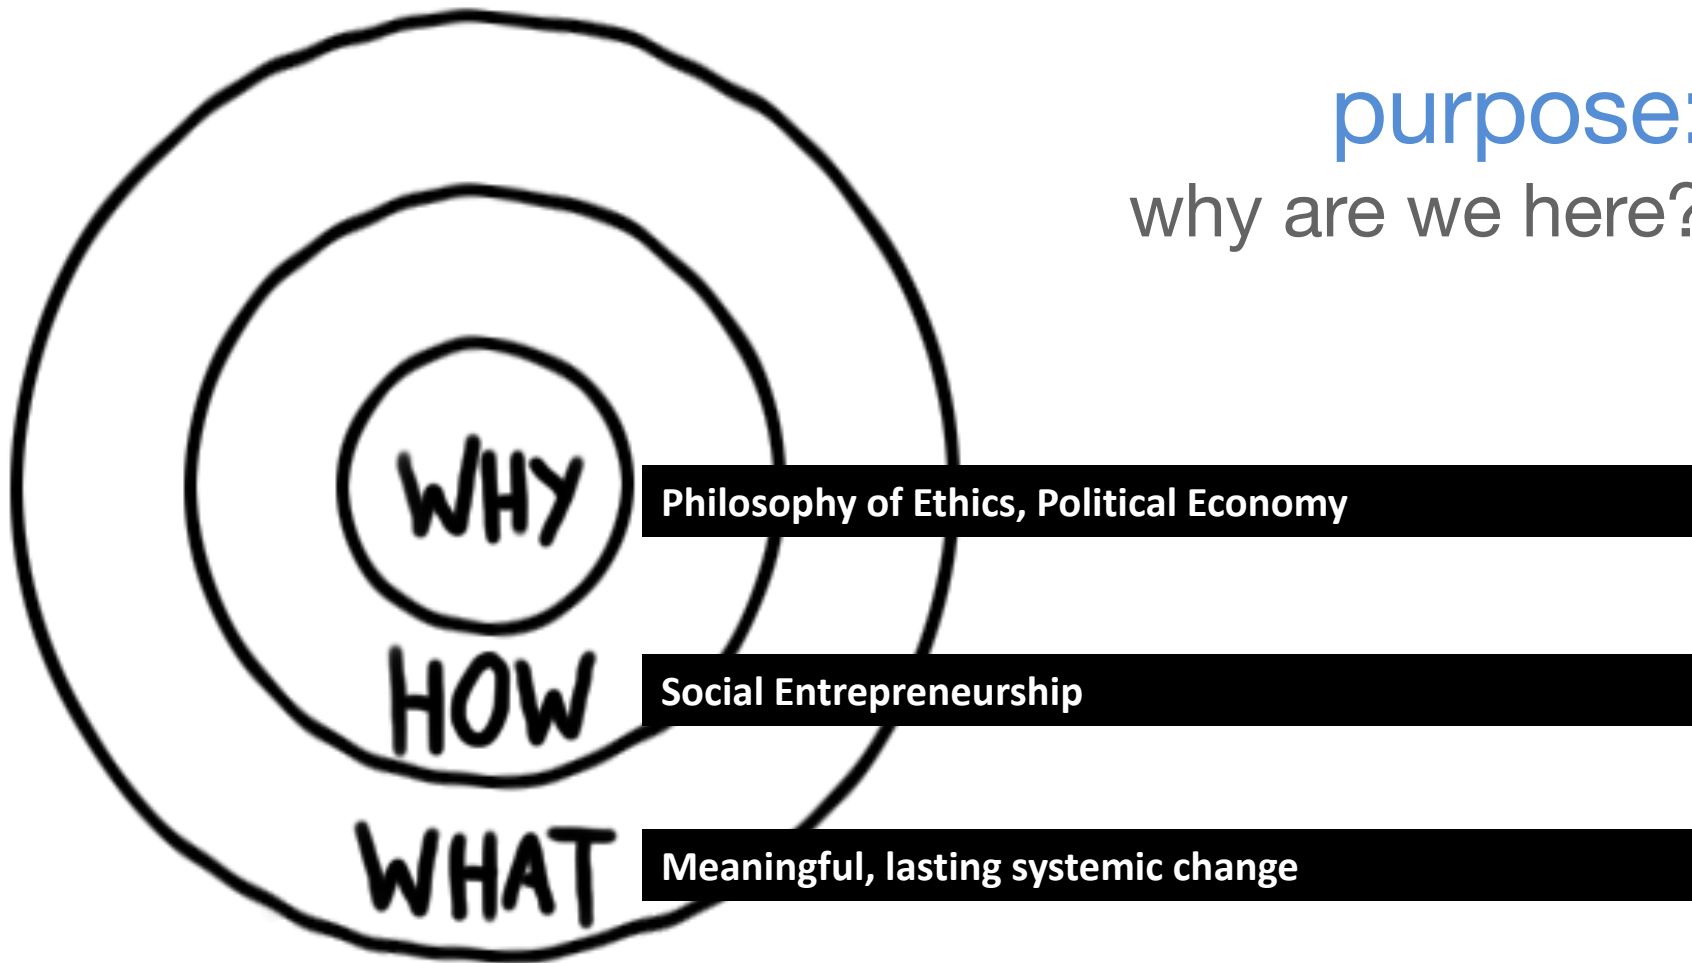 purpose:
why are we here?
WHY
Philosophy of Ethics, Political Economy
HOW
Social Entrepreneurship
WHAT
Meaningful, lasting systemic change